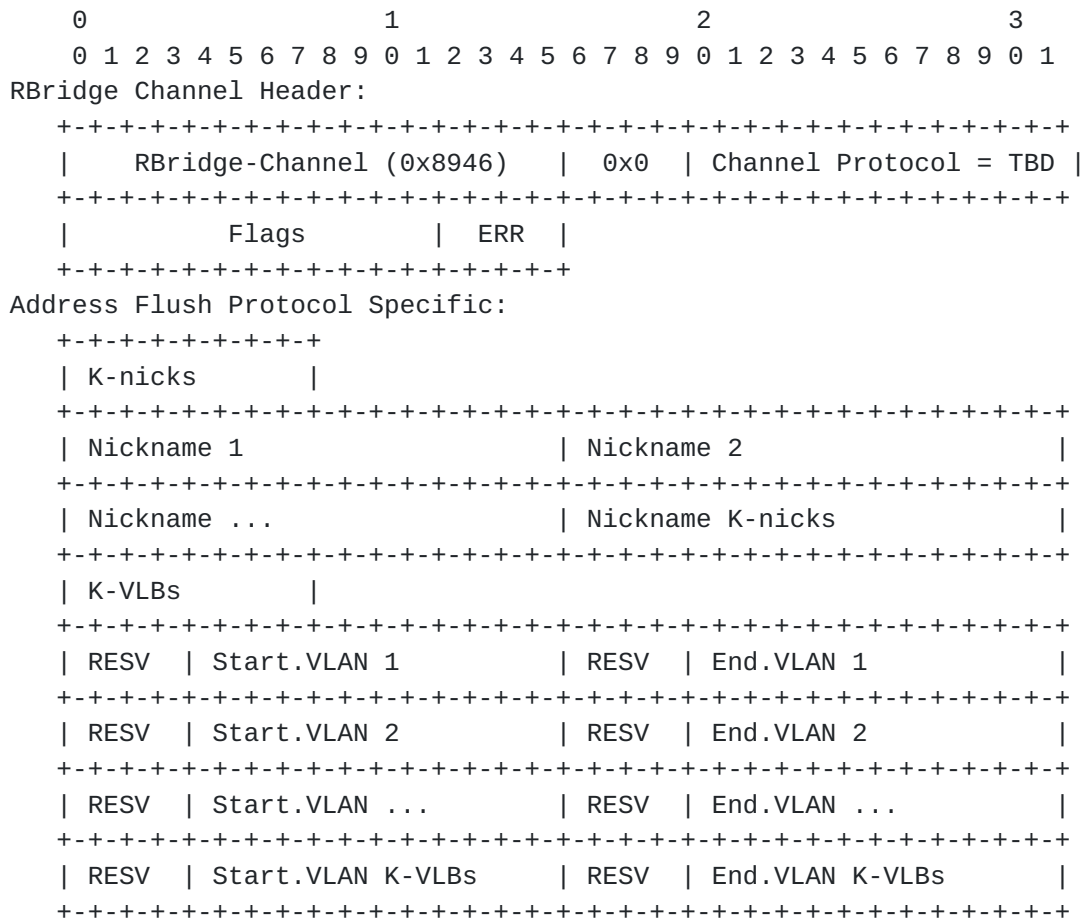 0                   1                   2                   3
0 1 2 3 4 5 6 7 8 9 0 1 2 3 4 5 6 7 8 9 0 1 2 3 4 5 6 7 8 9 0 1
RBridge Channel Header:
+-+-+-+-+-+-+-+-+-+-+-+-+-+-+-+-+-+-+-+-+-+-+-+-+-+-+-+-+-+-+-+-+
|    RBridge-Channel (0x8946)   |  0x0  | Channel Protocol = TBD |
+-+-+-+-+-+-+-+-+-+-+-+-+-+-+-+-+-+-+-+-+-+-+-+-+-+-+-+-+-+-+-+-+
|          Flags        |  ERR  |
+-+-+-+-+-+-+-+-+-+-+-+-+-+-+-+-+
Address Flush Protocol Specific:
+-+-+-+-+-+-+-+-+
| K-nicks       |
+-+-+-+-+-+-+-+-+-+-+-+-+-+-+-+-+-+-+-+-+-+-+-+-+-+-+-+-+-+-+-+-+
| Nickname 1                    | Nickname 2                    |
+-+-+-+-+-+-+-+-+-+-+-+-+-+-+-+-+-+-+-+-+-+-+-+-+-+-+-+-+-+-+-+-+
| Nickname ...                  | Nickname K-nicks              |
+-+-+-+-+-+-+-+-+-+-+-+-+-+-+-+-+-+-+-+-+-+-+-+-+-+-+-+-+-+-+-+-+
| K-VLBs        |
+-+-+-+-+-+-+-+-+-+-+-+-+-+-+-+-+-+-+-+-+-+-+-+-+-+-+-+-+-+-+-+-+
| RESV  | Start.VLAN 1          | RESV  | End.VLAN 1            |
+-+-+-+-+-+-+-+-+-+-+-+-+-+-+-+-+-+-+-+-+-+-+-+-+-+-+-+-+-+-+-+-+
| RESV  | Start.VLAN 2          | RESV  | End.VLAN 2            |
+-+-+-+-+-+-+-+-+-+-+-+-+-+-+-+-+-+-+-+-+-+-+-+-+-+-+-+-+-+-+-+-+
| RESV  | Start.VLAN ...        | RESV  | End.VLAN ...          |
+-+-+-+-+-+-+-+-+-+-+-+-+-+-+-+-+-+-+-+-+-+-+-+-+-+-+-+-+-+-+-+-+
| RESV  | Start.VLAN K-VLBs     | RESV  | End.VLAN K-VLBs       |
+-+-+-+-+-+-+-+-+-+-+-+-+-+-+-+-+-+-+-+-+-+-+-+-+-+-+-+-+-+-+-+-+